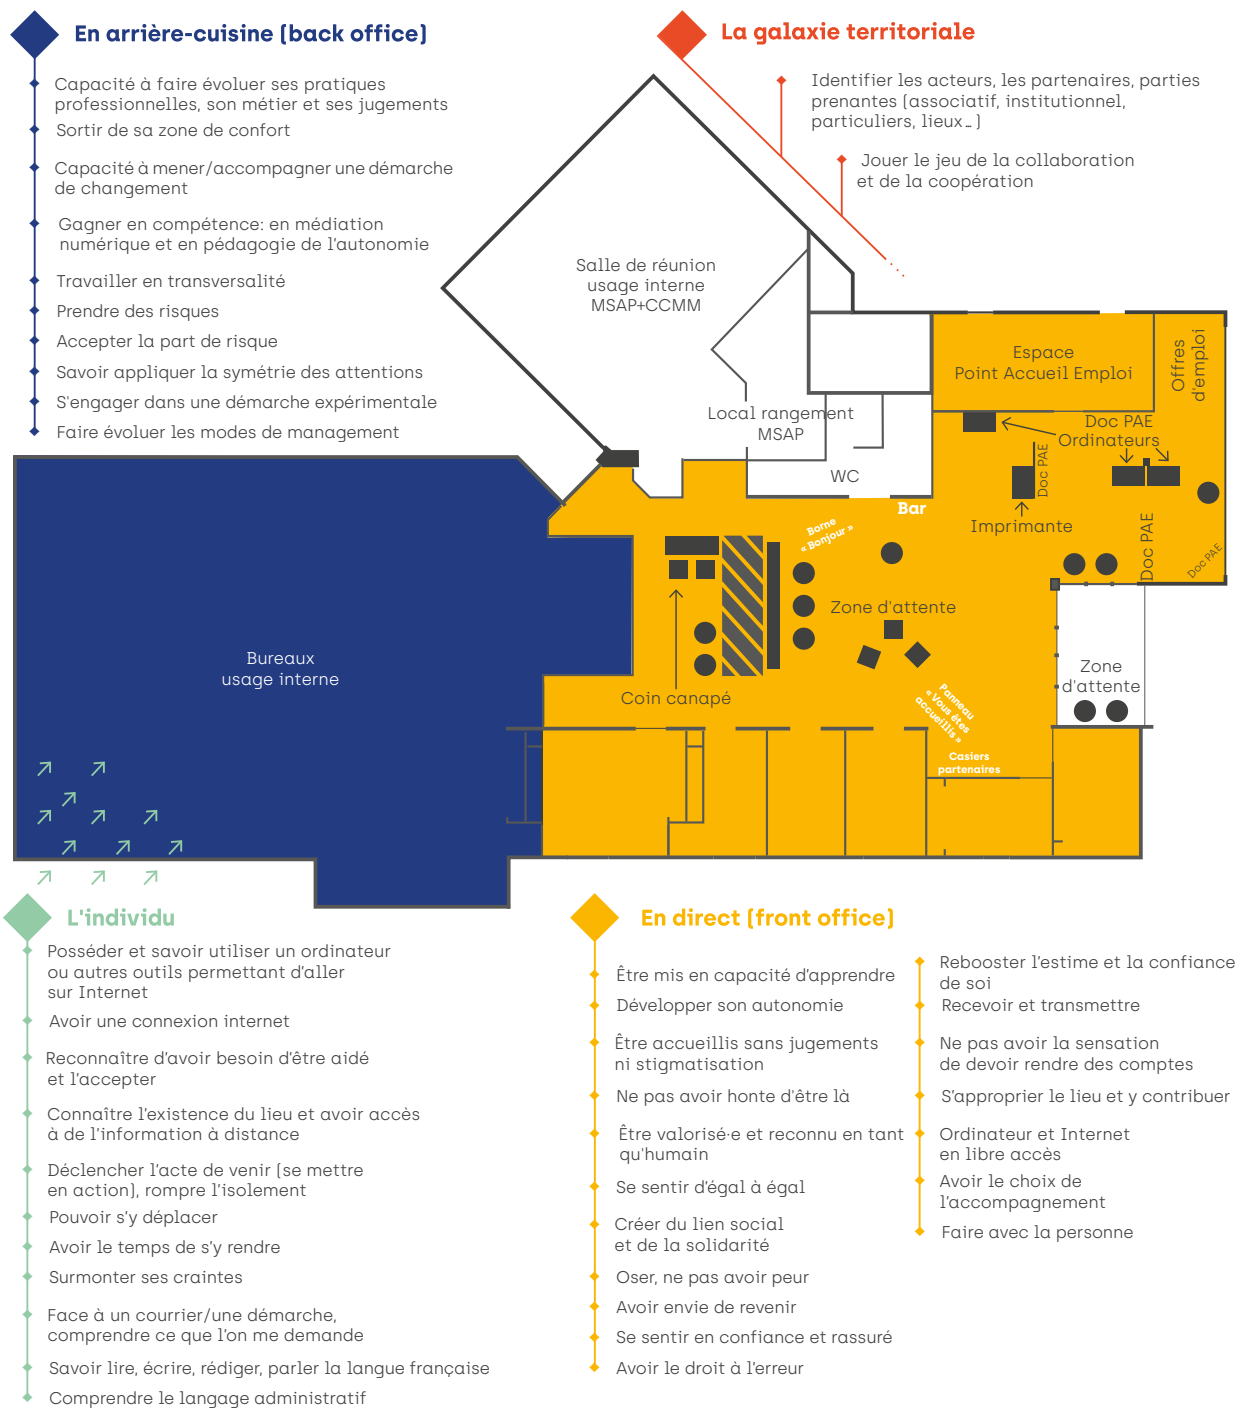 En arrière-cuisine (back office)
Capacité à faire évoluer ses pratiques
professionnelles, son métier et ses jugements
Sortir de sa zone de confort
Capacité à mener/accompagner une démarche
de changement
Gagner en compétence: en médiation
numérique et en pédagogie de l'autonomie
Travailler en transversalité
Prendre des risques
Accepter la part de risque
Savoir appliquer la symétrie des attentions
S'engager dans une démarche expérimentale
Faire évoluer les modes de management
La galaxie territoriale
Identifier les acteurs, les partenaires, parties
prenantes (associatif, institutionnel,
particuliers, lieux…)
Jouer le jeu de la collaboration
et de la coopération
Salle de réunion
usage interne
MSAP+CCMM
Local rangement
MSAP
WC
Espace
Point Accueil Emploi
Offres
d'emploi
Doc PAE
Ordinateurs
Doc PAE
Imprimante
Doc PAE
Doc PAE
Bar
Borne
« Bonjour »
Zone d'attente
Coin canapé
Zone
d'attente
Panneau
« Vous êtes
accueillis »
Casiers
partenaires
Bureaux
usage interne
L'individu
Posséder et savoir utiliser un ordinateur
ou autres outils permettant d'aller
sur Internet
Avoir une connexion internet
Reconnaître d'avoir besoin d'être aidé
et l'accepter
Connaître l'existence du lieu et avoir accès
à de l'information à distance
Déclencher l'acte de venir (se mettre
en action), rompre l'isolement
Pouvoir s'y déplacer
Avoir le temps de s'y rendre
Surmonter ses craintes
Face à un courrier/une démarche,
comprendre ce que l'on me demande
Savoir lire, écrire, rédiger, parler la langue française
Comprendre le langage administratif
En direct (front office)
Être mis en capacité d'apprendre
Développer son autonomie
Être accueillis sans jugements
ni stigmatisation
Ne pas avoir honte d'être là
Être valorisé·e et reconnu en tant
qu'humain
Se sentir d'égal à égal
Créer du lien social
et de la solidarité
Oser, ne pas avoir peur
Avoir envie de revenir
Se sentir en confiance et rassuré
Avoir le droit à l'erreur
Rebooster l'estime et la confiance
de soi
Recevoir et transmettre
Ne pas avoir la sensation
de devoir rendre des comptes
S'approprier le lieu et y contribuer
Ordinateur et Internet
en libre accès
Avoir le choix de
l'accompagnement
Faire avec la personne